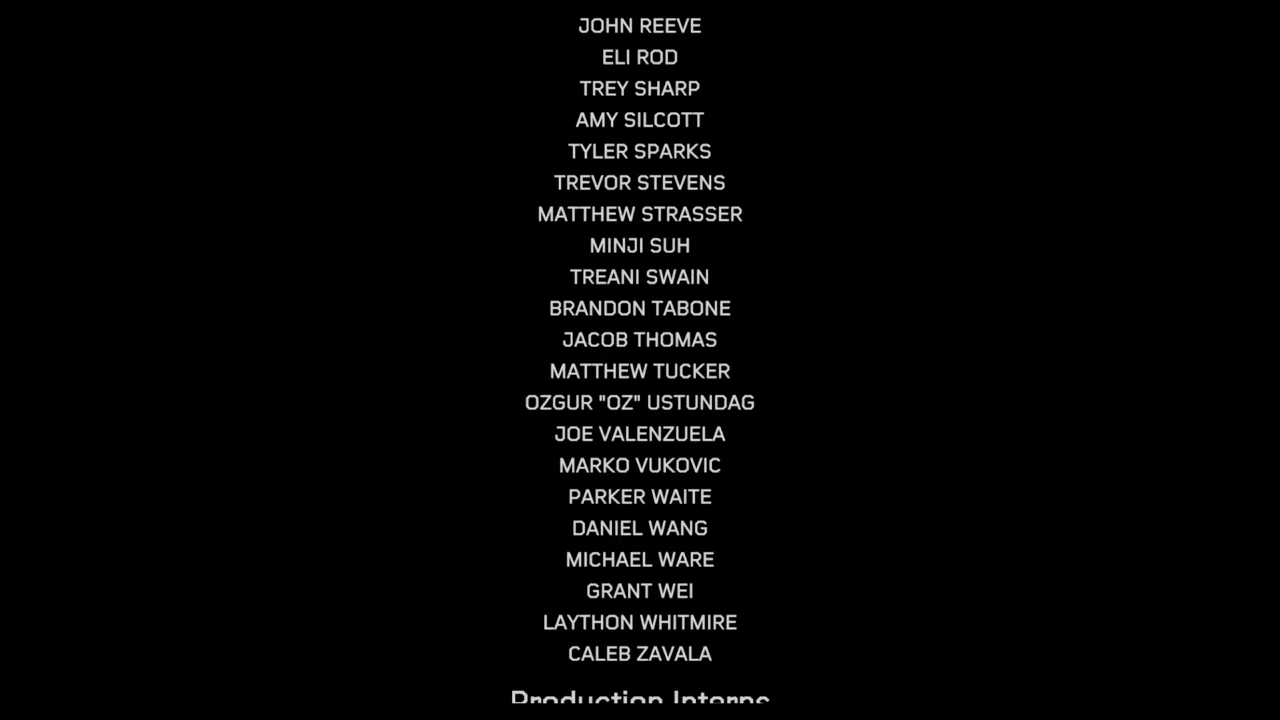 JOHN REEVE
ELI ROD
TREY SHARP
AMY SILCOTT
TYLER SPARKS
TREVOR STEVENS
MATTHEW STRASSER
MINJI SUH
TREANI SWAIN
BRANDON TABONE
JACOB THOMAS
MATTHEW TUCKER
OZGUR "OZ" USTUNDAG
JOE VALENZUELA
MARKO VUKOVIC
PARKER WAITE
DANIEL WANG
MICHAEL WARE
GRANT WEI
LAYTHON WHITMIRE
CALEB ZAVALA
Production Interns